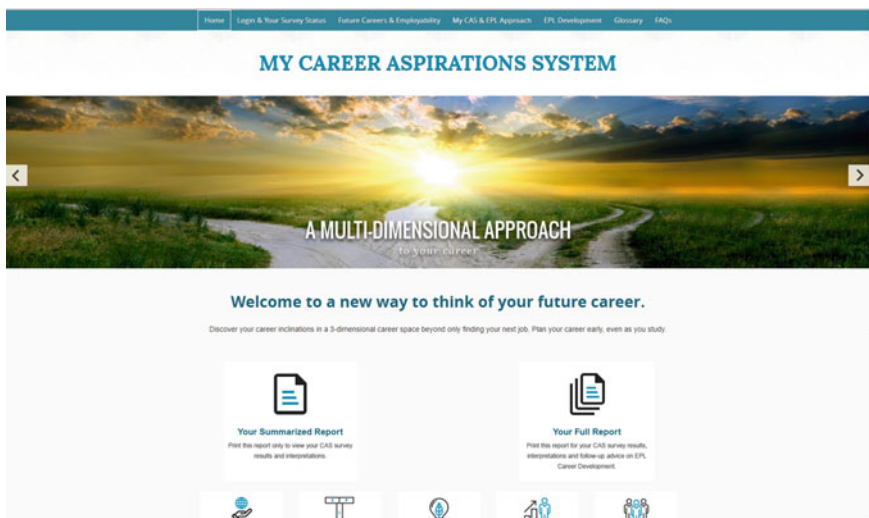 Home Login & Your Survey Status Future Careers & Employability My CAS & EPL Approach EPL Development Glossary FAQs
MY CAREER ASPIRATIONS SYSTEM
A MULTI-DIMENSIONAL APPROACH
to your career
Welcome to a new way to think of your future career.
Discover your career inclinations in a 3-dimensional career space beyond only finding your next job. Plan your career early, even as you study.
Your Summarized Report
Print this report only to view your CAS survey
results and interpretations.
Your Full Report
Print this report for your CAS survey results,
interpretations and follow-up advice on EPL
Career Development.